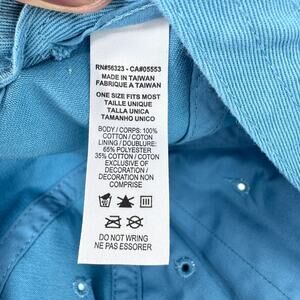 RN#56323 - CA#05553
MADE IN TAIWAN
FABRIQUE A TAIWAN
ONE SIZE FITS MOST
TAILLE UNIQUE
TALLA UNICA
TAMANHO UNICO
BODY / CORPS: 100%
COTTON / COTON
LINING / DOUBLURE:
65% POLYESTER
35% COTTON / COTON
EXCLUSIVE OF
DECORATION /
DECORATION NON
COMPRISE
DO NOT WRING
NE PAS ESSORER